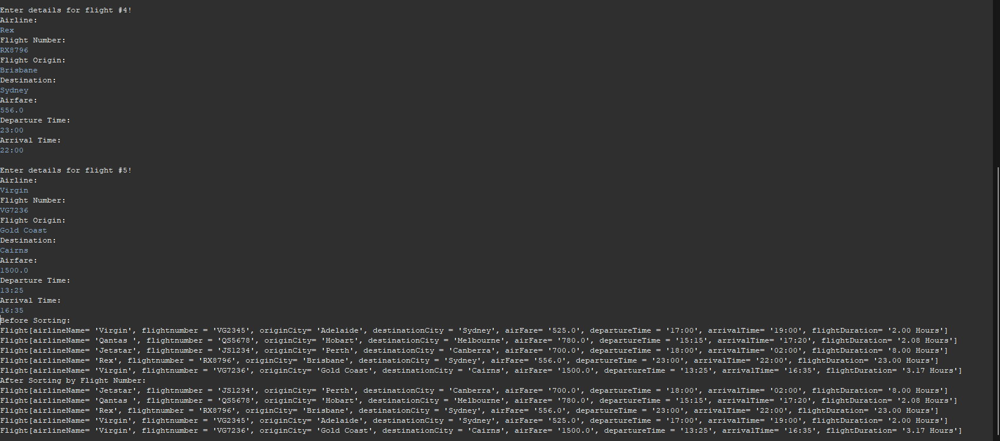 Enter details for flight #4!
Airline:
Rex
Flight Number:
RX8796
Flight Origin:
Brisbane
Destination:
Sydney
Airfare:
556.0
Departure Time:
23:00
Arrival Time:
22:00
Enter details for flight #5!
Airline:
Virgin
Flight Number:
VG7236
Flight Origin:
Gold Coast
Destination:
Cairns
Airfare:
1500.0
Departure Time:
13:25
Arrival Time:
16:35
Before Sorting:
Flight[airlineName= 'Virgin', flightnumber = 'VG2345', originCity= 'Adelaide', destinationCity = 'Sydney', airFare= '525.0', departureTime = '17:00', arrivalTime= '19:00', flightDuration= '2.00 Hours']
Flight[airlineName= 'Qantas ', flightnumber = 'QS5678', originCity= 'Hobart', destinationCity = 'Melbourne', airFare= '780.0', departureTime = '15:15', arrivalTime= '17:20', flightDuration= '2.08 Hours']
Flight[airlineName= 'Jetstar', flightnumber = 'JS1234', originCity= 'Perth', destinationCity = 'Canberra', airFare= '700.0', departureTime = '18:00', arrivalTime= '02:00', flightDuration= '8.00 Hours']
Flight[airlineName= 'Rex', flightnumber = 'RX8796', originCity= 'Brisbane', destinationCity = 'Sydney', airFare= '556.0', departureTime = '23:00', arrivalTime= '22:00', flightDuration= '23.00 Hours']
Flight[airlineName= 'Virgin', flightnumber = 'VG7236', originCity= 'Gold Coast', destinationCity = 'Cairns', airFare= '1500.0', departureTime = '13:25', arrivalTime= '16:35', flightDuration= '3.17 Hours']
After Sorting by Flight Number:
Flight[airlineName= 'Jetstar', flightnumber = 'JS1234', originCity= 'Perth', destinationCity = 'Canberra', airFare= '700.0', departureTime = '18:00', arrivalTime= '02:00', flightDuration= '8.00 Hours']
Flight[airlineName= 'Qantas ', flightnumber = 'QS5678', originCity= 'Hobart', destinationCity = 'Melbourne', airFare= '780.0', departureTime = '15:15', arrivalTime= '17:20', flightDuration= '2.08 Hours']
Flight[airlineName= 'Rex', flightnumber = 'RX8796', originCity= 'Brisbane', destinationCity = 'Sydney', airFare= '556.0', departureTime = '23:00', arrivalTime= '22:00', flightDuration= '23.00 Hours']
Flight[airlineName= 'Virgin', flightnumber = 'VG2345', originCity= 'Adelaide', destinationCity = 'Sydney', airFare= '525.0', departureTime = '17:00', arrivalTime= '19:00', flightDuration= '2.00 Hours']
Flight[airlineName= 'Virgin', flightnumber = 'VG7236', originCity= 'Gold Coast', destinationCity = 'Cairns', airFare= '1500.0', departureTime = '13:25', arrivalTime= '16:35', flightDuration= '3.17 Hours']